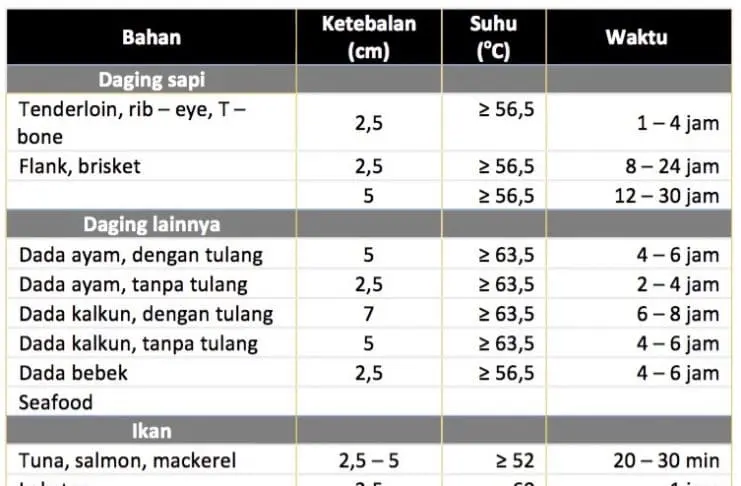 Bahan Ketebalan (cm) Suhu (°C) Waktu
Daging sapi
Tenderloin, rib – eye, T – bone 2,5 ≥ 56,5 1 – 4 jam
Flank, brisket 2,5 ≥ 56,5 8 – 24 jam
5 ≥ 56,5 12 – 30 jam
Daging lainnya
Dada ayam, dengan tulang 5 ≥ 63,5 4 – 6 jam
Dada ayam, tanpa tulang 2,5 ≥ 63,5 2 – 4 jam
Dada kalkun, dengan tulang 7 ≥ 63,5 6 – 8 jam
Dada kalkun, tanpa tulang 5 ≥ 63,5 4 – 6 jam
Dada bebek 2,5 ≥ 56,5 4 – 6 jam
Seafood
Ikan
Tuna, salmon, mackerel 2,5 – 5 ≥ 52 20 – 30 min